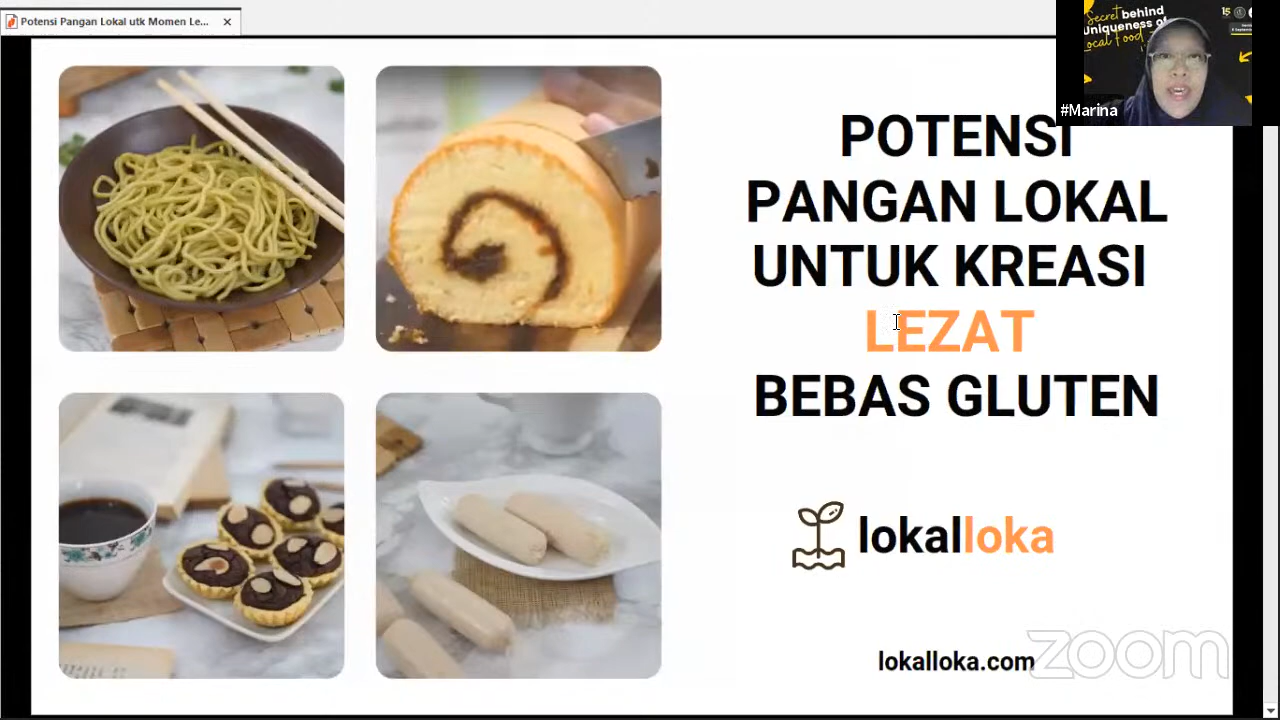 Potensi Pangan Lokal utk Momen Le...
Secret behind
uniqueness of
Local Food
#Marina
POTENSI
PANGAN LOKAL
UNTUK KREASI
LEZAT
BEBAS GLUTEN
lokalloka
lokalloka.com
zoom